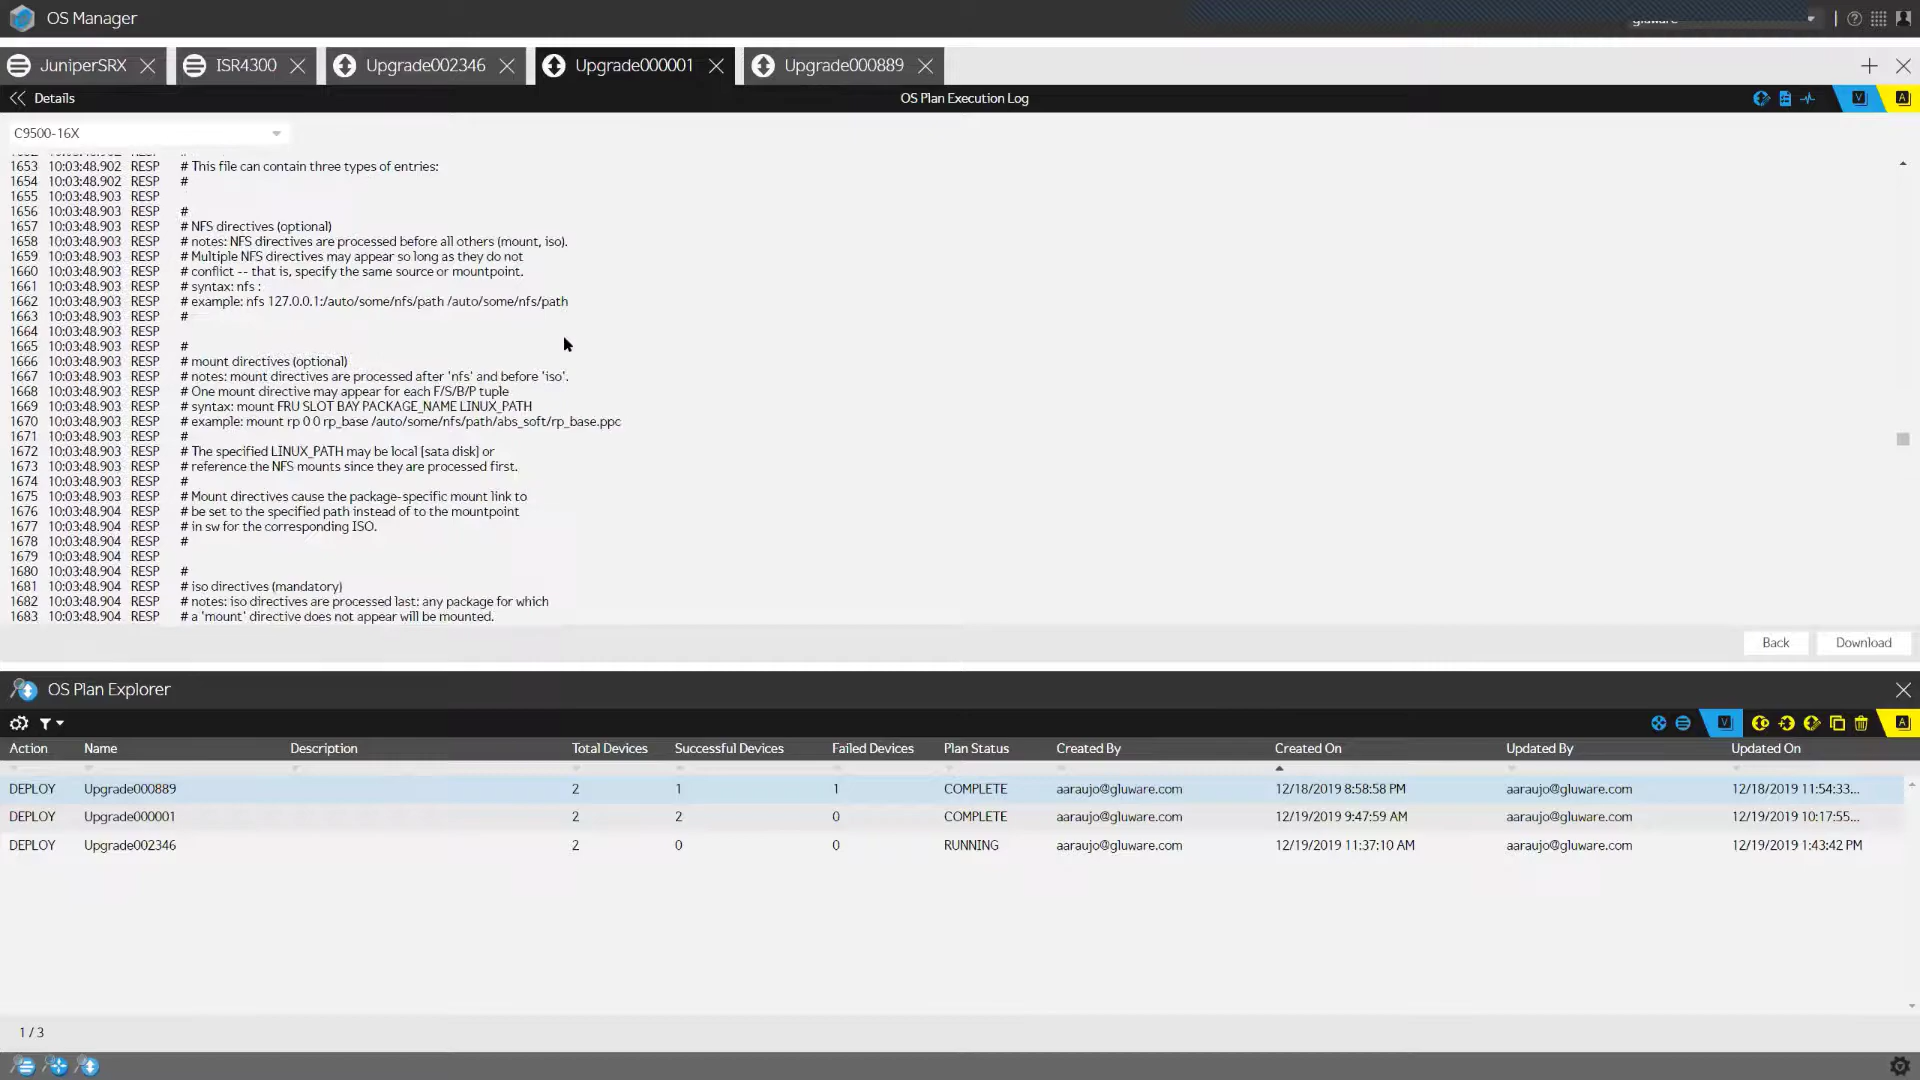 OS Manager
gluware
JuniperSRX
ISR4300
Upgrade002346
Upgrade000001
Upgrade000889
Details
OS Plan Execution Log
V
A
C9500-16X
1652 10:03:48.902 RESP #
1653 10:03:48.902 RESP # This file can contain three types of entries:
1654 10:03:48.902 RESP #
1655 10:03:48.903 RESP
1656 10:03:48.903 RESP #
1657 10:03:48.903 RESP # NFS directives (optional)
1658 10:03:48.903 RESP # notes: NFS directives are processed before all others (mount, iso).
1659 10:03:48.903 RESP # Multiple NFS directives may appear so long as they do not
1660 10:03:48.903 RESP # conflict -- that is, specify the same source or mountpoint.
1661 10:03:48.903 RESP # syntax: nfs :
1662 10:03:48.903 RESP # example: nfs 127.0.0.1:/auto/some/nfs/path /auto/some/nfs/path
1663 10:03:48.903 RESP #
1664 10:03:48.903 RESP
1665 10:03:48.903 RESP #
1666 10:03:48.903 RESP # mount directives (optional)
1667 10:03:48.903 RESP # notes: mount directives are processed after 'nfs' and before 'iso'.
1668 10:03:48.903 RESP # One mount directive may appear for each F/S/B/P tuple
1669 10:03:48.903 RESP # syntax: mount FRU SLOT BAY PACKAGE_NAME LINUX_PATH
1670 10:03:48.903 RESP # example: mount rp 0 0 rp_base /auto/some/nfs/path/abs_soft/rp_base.ppc
1671 10:03:48.903 RESP #
1672 10:03:48.903 RESP # The specified LINUX_PATH may be local [sata disk] or
1673 10:03:48.903 RESP # reference the NFS mounts since they are processed first.
1674 10:03:48.903 RESP #
1675 10:03:48.903 RESP # Mount directives cause the package-specific mount link to
1676 10:03:48.904 RESP # be set to the specified path instead of to the mountpoint
1677 10:03:48.904 RESP # in sw for the corresponding ISO.
1678 10:03:48.904 RESP #
1679 10:03:48.904 RESP
1680 10:03:48.904 RESP #
1681 10:03:48.904 RESP # iso directives (mandatory)
1682 10:03:48.904 RESP # notes: iso directives are processed last: any package for which
1683 10:03:48.904 RESP # a 'mount' directive does not appear will be mounted.
Back
Download
OS Plan Explorer
V
A
Action Name Description Total Devices Successful Devices Failed Devices Plan Status Created By Created On Updated By Updated On
DEPLOY Upgrade000889 2 1 1 COMPLETE aaraujo@gluware.com 12/18/2019 8:58:58 PM aaraujo@gluware.com 12/18/2019 11:54:33...
DEPLOY Upgrade000001 2 2 0 COMPLETE aaraujo@gluware.com 12/19/2019 9:47:59 AM aaraujo@gluware.com 12/19/2019 10:17:55...
DEPLOY Upgrade002346 2 0 0 RUNNING aaraujo@gluware.com 12/19/2019 11:37:10 AM aaraujo@gluware.com 12/19/2019 1:43:42 PM
1 / 3